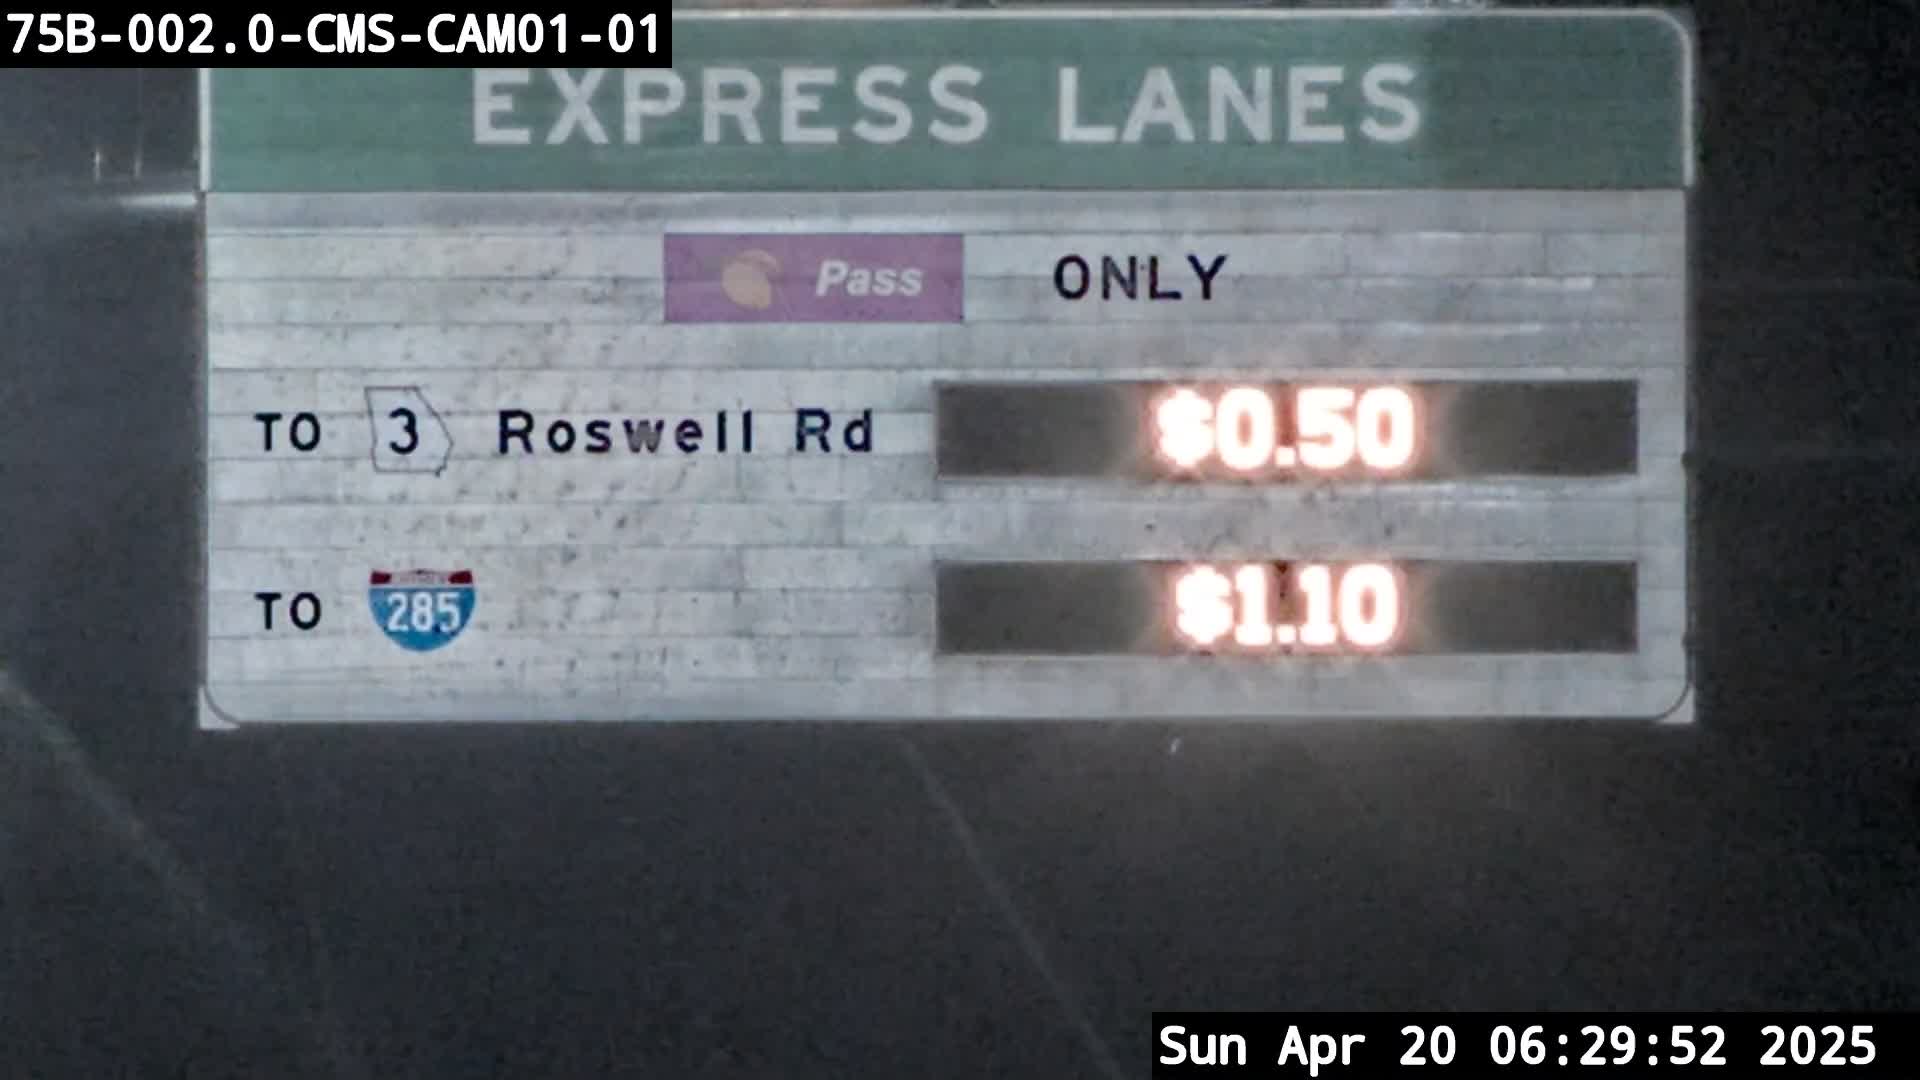 75B-002.0-CMS-CAM01-01
EXPRESS LANES
Pass ONLY
TO 3 Roswell Rd $0.50
TO 285 $1.10
Sun Apr 20 06:29:52 2025